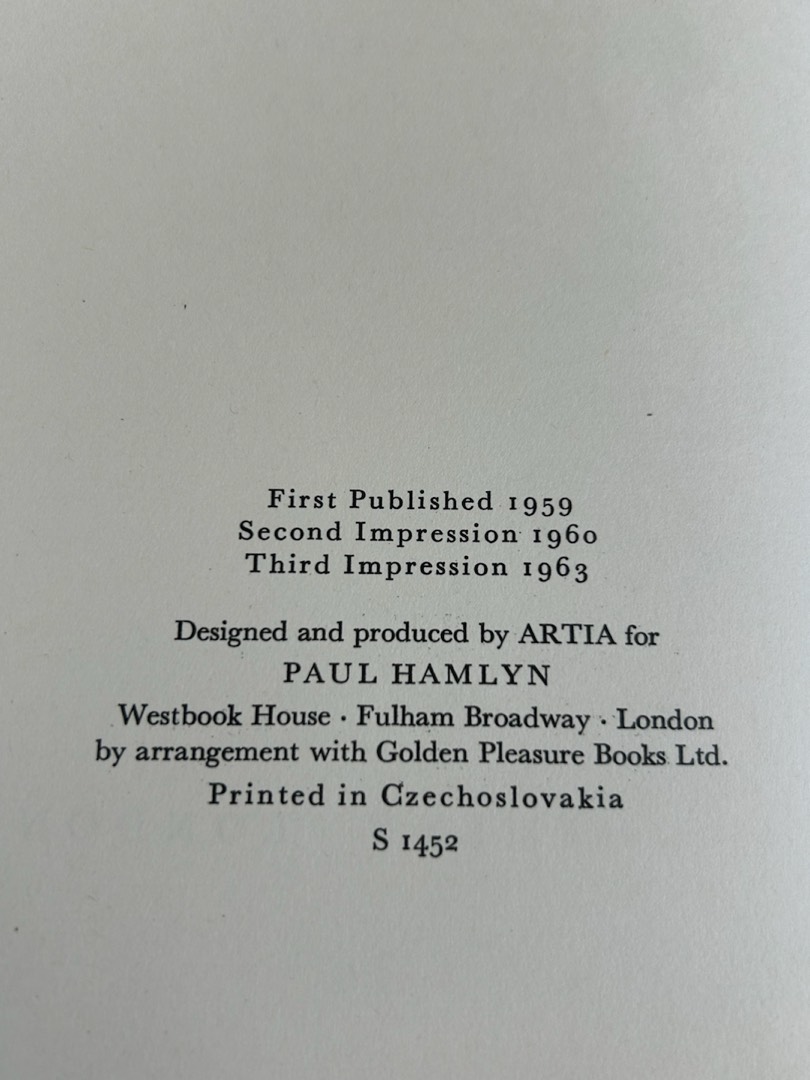 First Published 1959
Second Impression 1960
Third Impression 1963
Designed and produced by ARTIA for
PAUL HAMLYN
Westbook House · Fulham Broadway · London
by arrangement with Golden Pleasure Books Ltd.
Printed in Czechoslovakia
S 1452